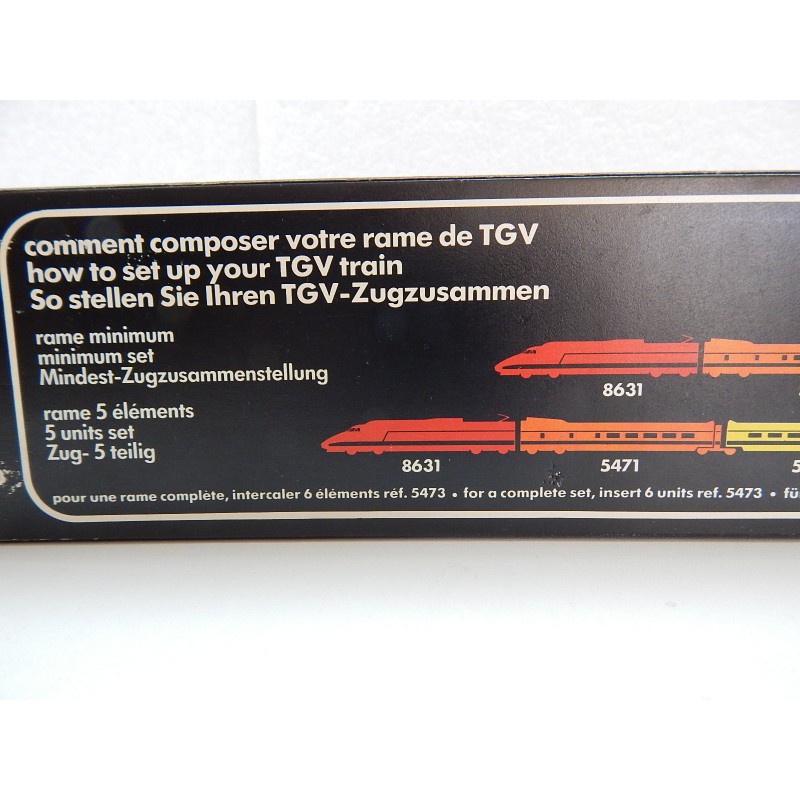 comment composer votre rame de TGV
how to set up your TGV train
So stellen Sie Ihren TGV-Zugzusammen
rame minimum
minimum set
Mindest-Zugzusammenstellung
8631
rame 5 éléments
5 units set
Zug- 5 teilig
8631 5471
pour une rame complète, intercaler 6 éléments réf. 5473 • for a complete set, insert 6 units ref. 5473 •